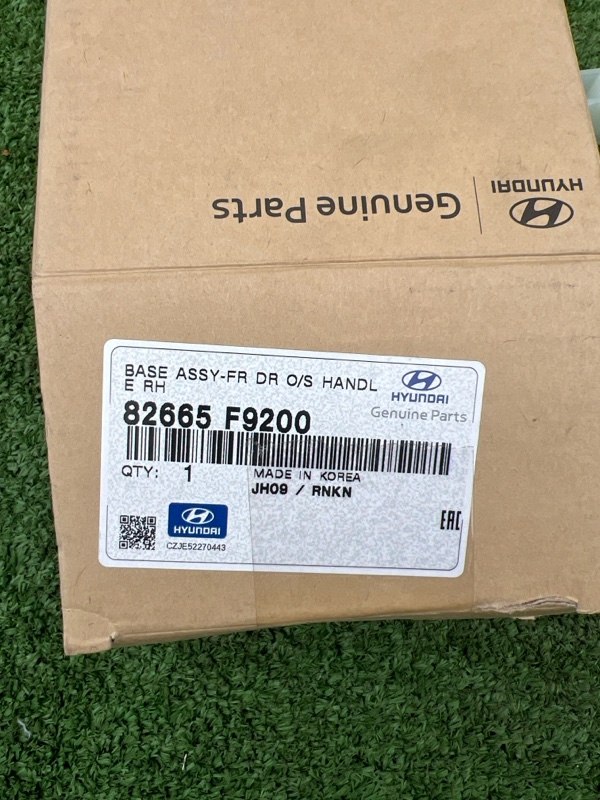 HYUNDAI
Genuine Parts
BASE ASSY-FR DR O/S HANDL
E RH
HYUNDAI
Genuine Parts
82665 F9200
QTY: 1
MADE IN KOREA
JH09 / RNKN
EAC
HYUNDAI
CZJE52270443